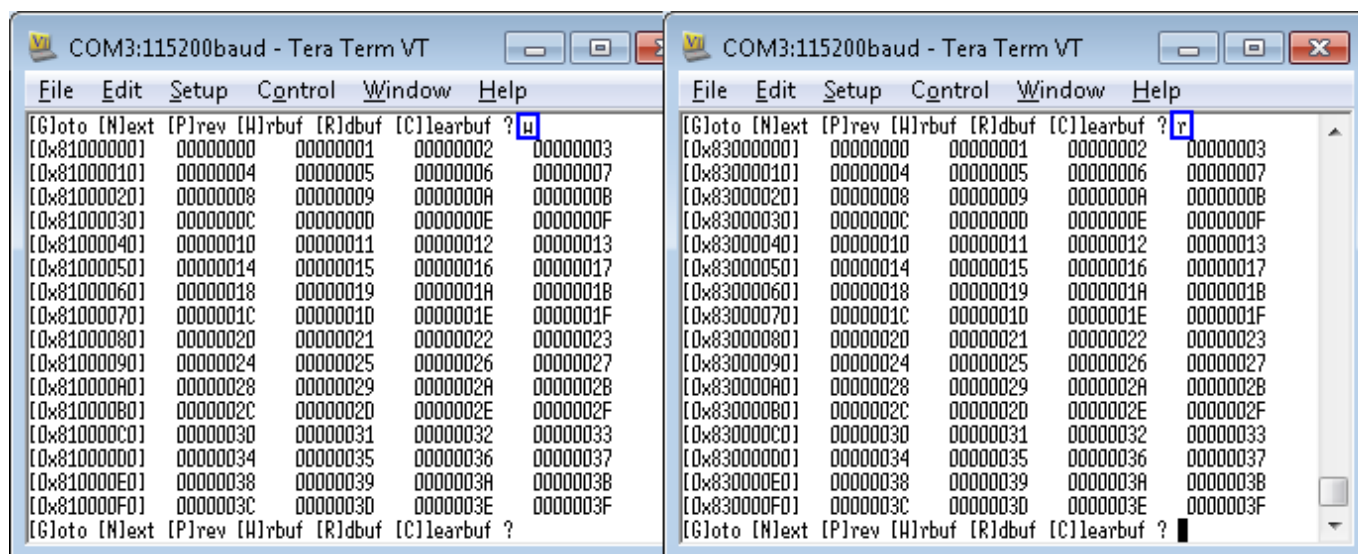 COM3:115200baud - Tera Term VT
File Edit Setup Control Window Help
[G]oto [N]ext [P]rev [W]rbuf [R]dbuf [C]learbuf ? w
[0x81000000] 00000000 00000001 00000002 00000003
[0x81000010] 00000004 00000005 00000006 00000007
[0x81000020] 00000008 00000009 0000000A 0000000B
[0x81000030] 0000000C 0000000D 0000000E 0000000F
[0x81000040] 00000010 00000011 00000012 00000013
[0x81000050] 00000014 00000015 00000016 00000017
[0x81000060] 00000018 00000019 0000001A 0000001B
[0x81000070] 0000001C 0000001D 0000001E 0000001F
[0x81000080] 00000020 00000021 00000022 00000023
[0x81000090] 00000024 00000025 00000026 00000027
[0x810000A0] 00000028 00000029 0000002A 0000002B
[0x810000B0] 0000002C 0000002D 0000002E 0000002F
[0x810000C0] 00000030 00000031 00000032 00000033
[0x810000D0] 00000034 00000035 00000036 00000037
[0x810000E0] 00000038 00000039 0000003A 0000003B
[0x810000F0] 0000003C 0000003D 0000003E 0000003F
[G]oto [N]ext [P]rev [W]rbuf [R]dbuf [C]learbuf ?
COM3:115200baud - Tera Term VT
File Edit Setup Control Window Help
[G]oto [N]ext [P]rev [W]rbuf [R]dbuf [C]learbuf ? r
[0x83000000] 00000000 00000001 00000002 00000003
[0x83000010] 00000004 00000005 00000006 00000007
[0x83000020] 00000008 00000009 0000000A 0000000B
[0x83000030] 0000000C 0000000D 0000000E 0000000F
[0x83000040] 00000010 00000011 00000012 00000013
[0x83000050] 00000014 00000015 00000016 00000017
[0x83000060] 00000018 00000019 0000001A 0000001B
[0x83000070] 0000001C 0000001D 0000001E 0000001F
[0x83000080] 00000020 00000021 00000022 00000023
[0x83000090] 00000024 00000025 00000026 00000027
[0x830000A0] 00000028 00000029 0000002A 0000002B
[0x830000B0] 0000002C 0000002D 0000002E 0000002F
[0x830000C0] 00000030 00000031 00000032 00000033
[0x830000D0] 00000034 00000035 00000036 00000037
[0x830000E0] 00000038 00000039 0000003A 0000003B
[0x830000F0] 0000003C 0000003D 0000003E 0000003F
[G]oto [N]ext [P]rev [W]rbuf [R]dbuf [C]learbuf ?